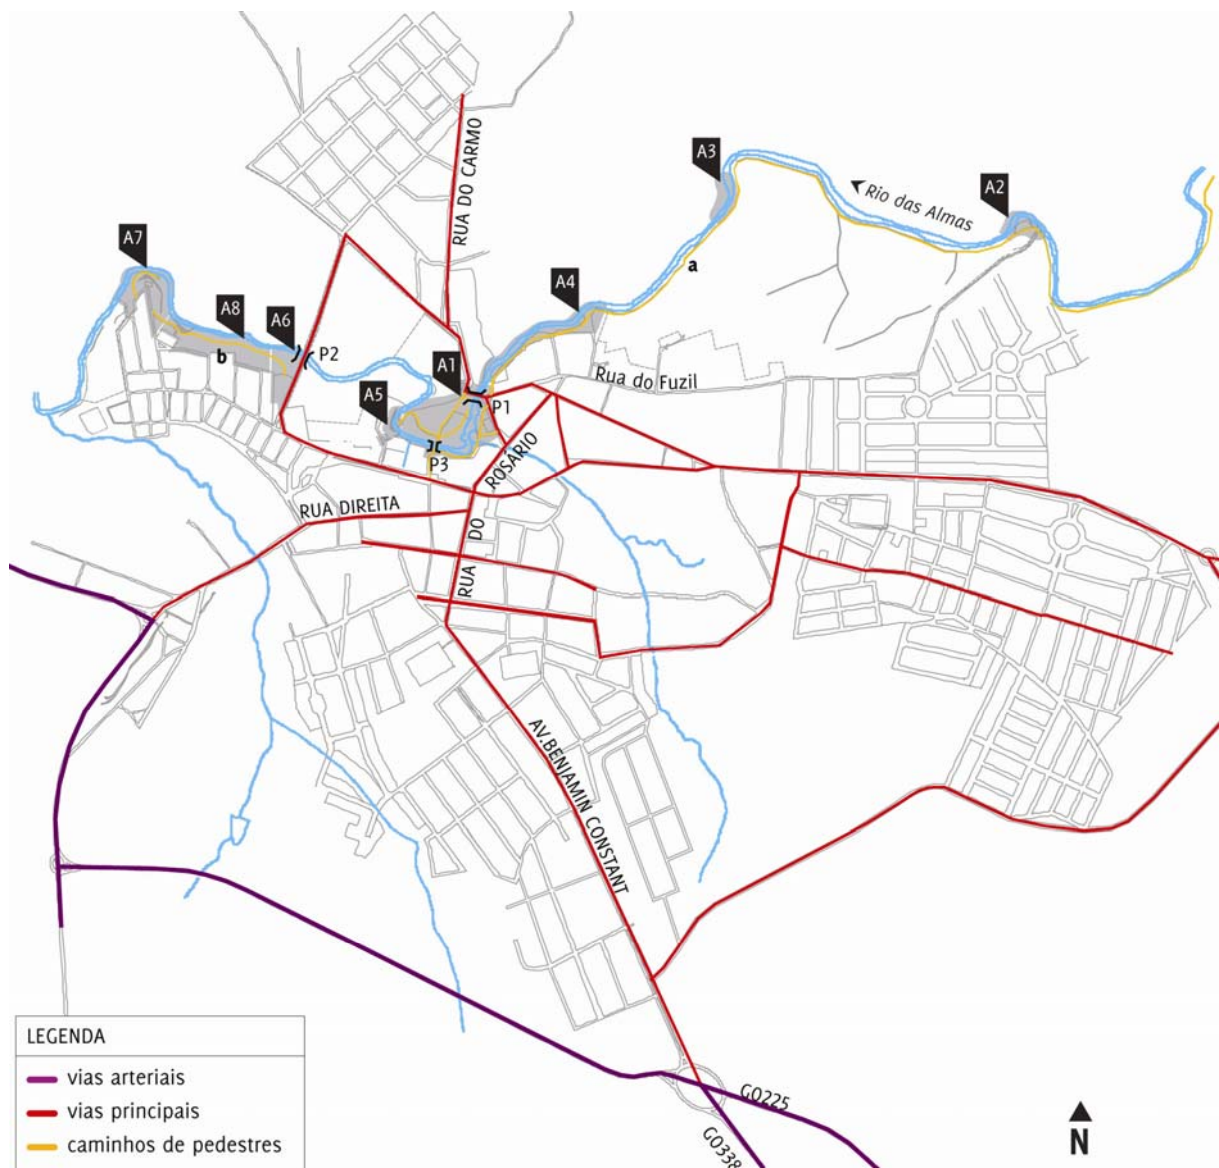 RUA DO CARMO
A3
A2
Rio das Almas
A7
A4
a
A8
A6
b
P2
A1
Rua do Fuzil
A5
P1
P3
RUA DO ROSÁRIO
RUA DIREITA
AV.BENJAMIN CONSTANT
LEGENDA
vias arteriais
vias principais
caminhos de pedestres
GO225
GO338
N